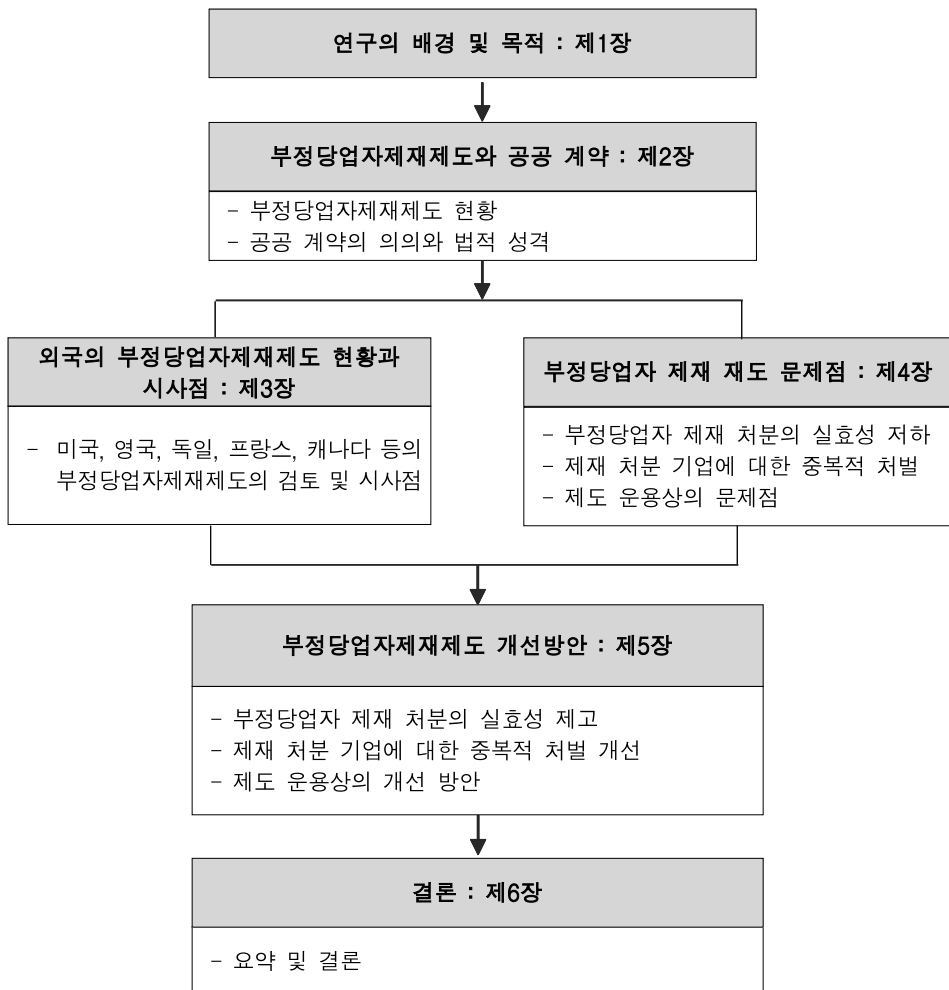 연구의 배경 및 목적 : 제1장
부정당업자제재제도와 공공 계약 : 제2장
- 부정당업자제재제도 현황
- 공공 계약의 의의와 법적 성격
외국의 부정당업자제재제도 현황과
시사점 : 제3장
- 미국, 영국, 독일, 프랑스, 캐나다 등의
부정당업자제재제도의 검토 및 시사점
부정당업자 제재 재도 문제점 : 제4장
- 부정당업자 제재 처분의 실효성 저하
- 제재 처분 기업에 대한 중복적 처벌
- 제도 운용상의 문제점
부정당업자제재제도 개선방안 : 제5장
- 부정당업자 제재 처분의 실효성 제고
- 제재 처분 기업에 대한 중복적 처벌 개선
- 제도 운용상의 개선 방안
결론 : 제6장
- 요약 및 결론